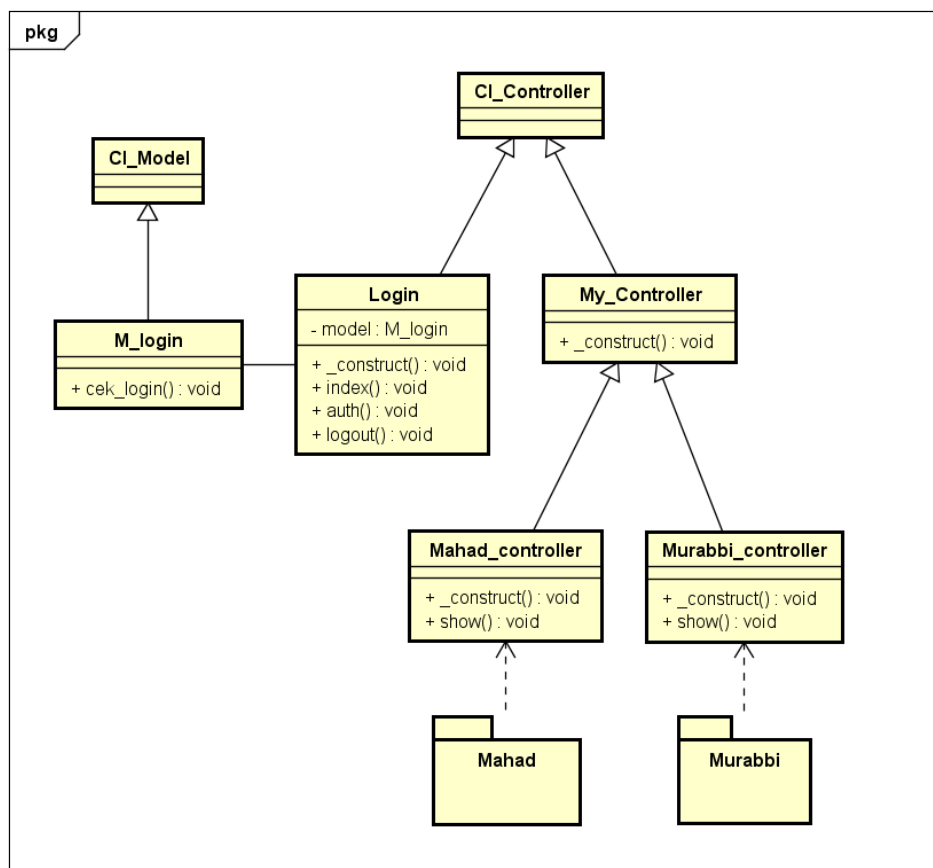 pkg
CI_Controller
CI_Model
Login
- model : M_login
+ _construct() : void
+ index() : void
+ auth() : void
+ logout() : void
My_Controller
+ _construct() : void
M_login
+ cek_login() : void
Mahad_controller
+ _construct() : void
+ show() : void
Murabbi_controller
+ _construct() : void
+ show() : void
Mahad
Murabbi